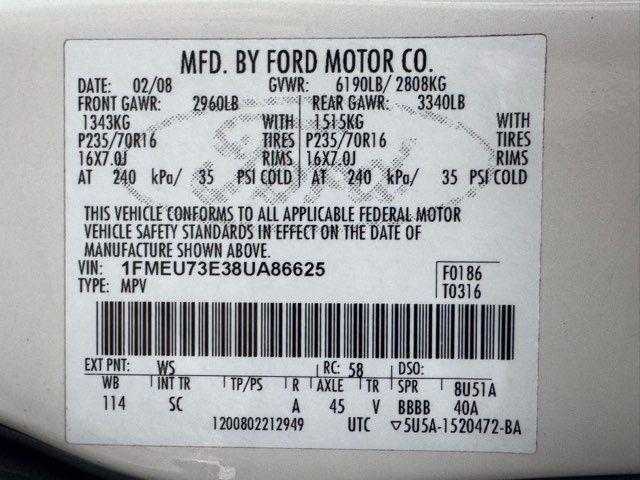 MFD. BY FORD MOTOR CO.
DATE: 02/08 GVWR: 6190LB/ 2808KG
FRONT GAWR: 2960LB REAR GAWR: 3340LB
1343KG WITH 1515KG WITH
P235/70R16 TIRES P235/70R16 TIRES
16X7.0J RIMS 16X7.0J RIMS
AT 240 kPa/ 35 PSI COLD AT 240 kPa/ 35 PSI COLD
THIS VEHICLE CONFORMS TO ALL APPLICABLE FEDERAL MOTOR
VEHICLE SAFETY STANDARDS IN EFFECT ON THE DATE OF
MANUFACTURE SHOWN ABOVE.
VIN: 1FMEU73E38UA86625 F0186
TYPE: MPV T0316
EXT PNT: WS RC: 58 DSO:
WB INT TR TP/PS R AXLE TR SPR 8U51A
114 SC A 45 V BBBB 40A
1200802212949 UTC ▽5U5A-1520472-BA